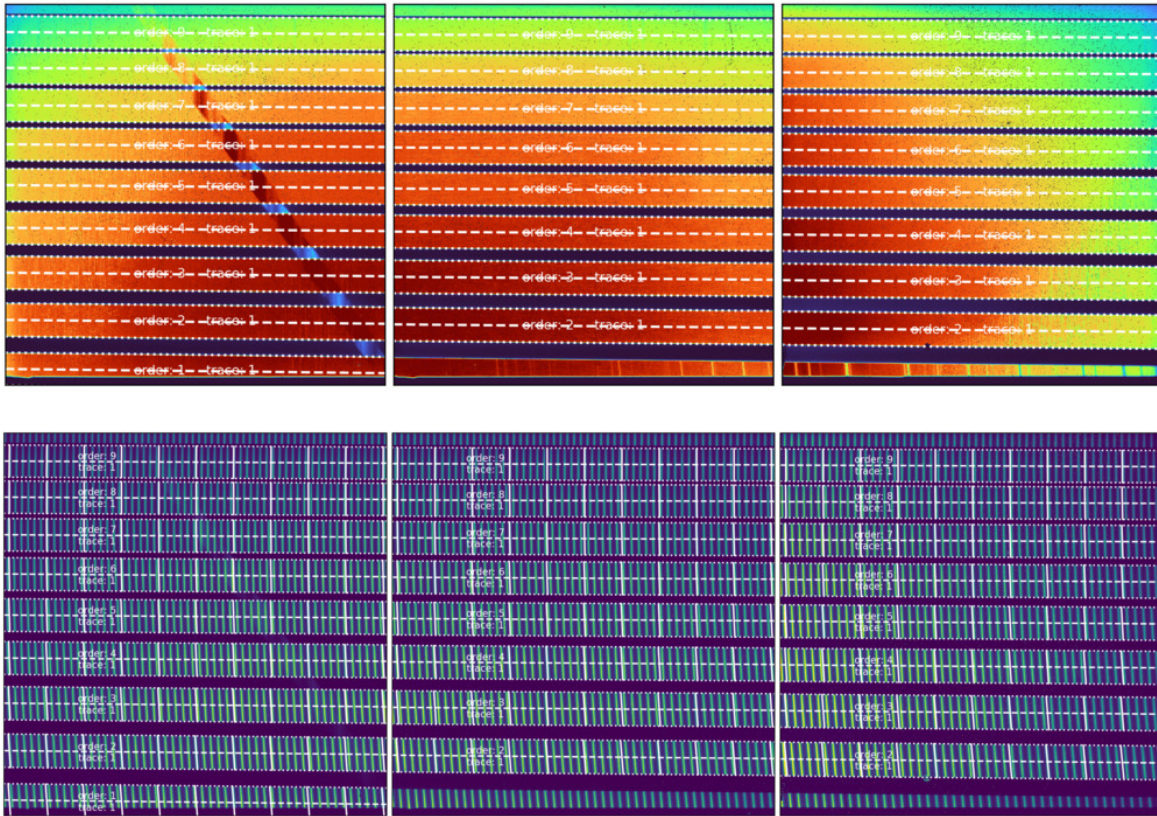 order: 9 trace: 1
order: 8 trace: 1
order: 7 trace: 1
order: 6 trace: 1
order: 5 trace: 1
order: 4 trace: 1
order: 3 trace: 1
order: 2 trace: 1
order: 1 trace: 1
order: 9 trace: 1
order: 8 trace: 1
order: 7 trace: 1
order: 6 trace: 1
order: 5 trace: 1
order: 4 trace: 1
order: 3 trace: 1
order: 2 trace: 1
order: 9 trace: 1
order: 8 trace: 1
order: 7 trace: 1
order: 6 trace: 1
order: 5 trace: 1
order: 4 trace: 1
order: 3 trace: 1
order: 2 trace: 1
order: 9
trace: 1
order: 8
trace: 1
order: 7
trace: 1
order: 6
trace: 1
order: 5
trace: 1
order: 4
trace: 1
order: 3
trace: 1
order: 2
trace: 1
order: 1
trace: 1
order: 9
trace: 1
order: 8
trace: 1
order: 7
trace: 1
order: 6
trace: 1
order: 5
trace: 1
order: 4
trace: 1
order: 3
trace: 1
order: 2
trace: 1
order: 9
trace: 1
order: 8
trace: 1
order: 7
trace: 1
order: 6
trace: 1
order: 5
trace: 1
order: 4
trace: 1
order: 3
trace: 1
order: 2
trace: 1